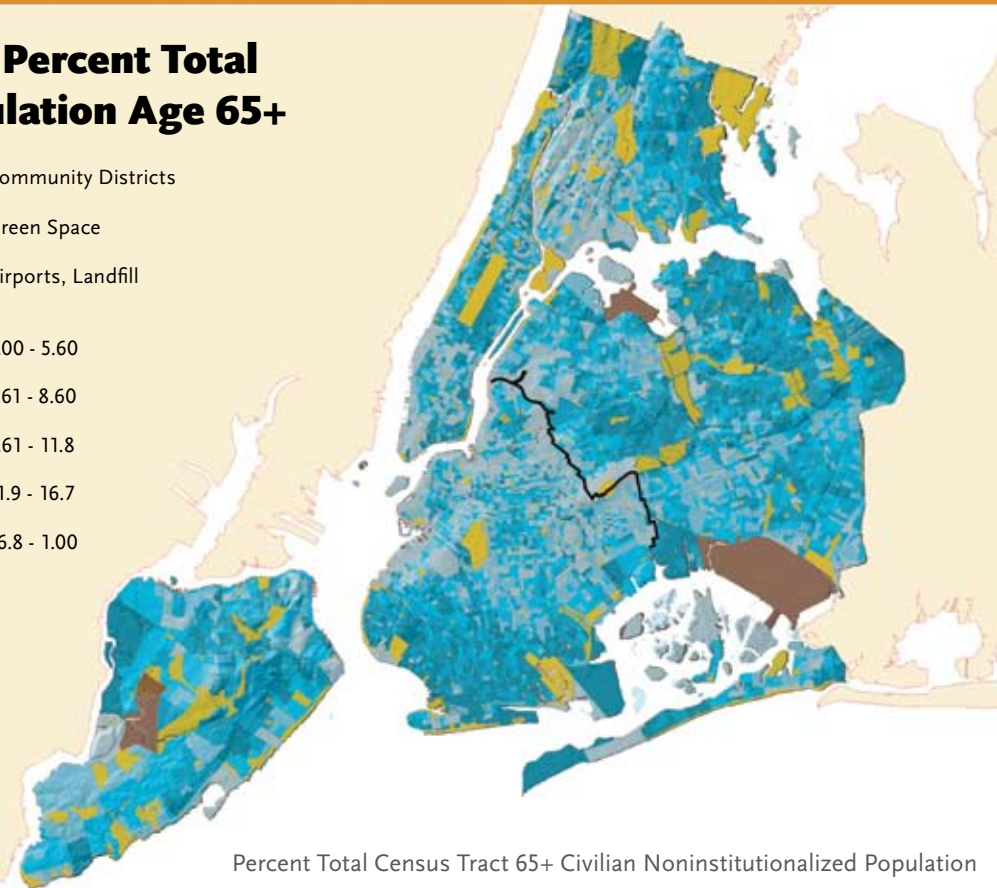 Percent Total
ulation Age 65+
ommunity Districts
reen Space
irports, Landfill
00 - 5.60
61 - 8.60
61 - 11.8
1.9 - 16.7
6.8 - 1.00
Percent Total Census Tract 65+ Civilian Noninstitutionalized Population